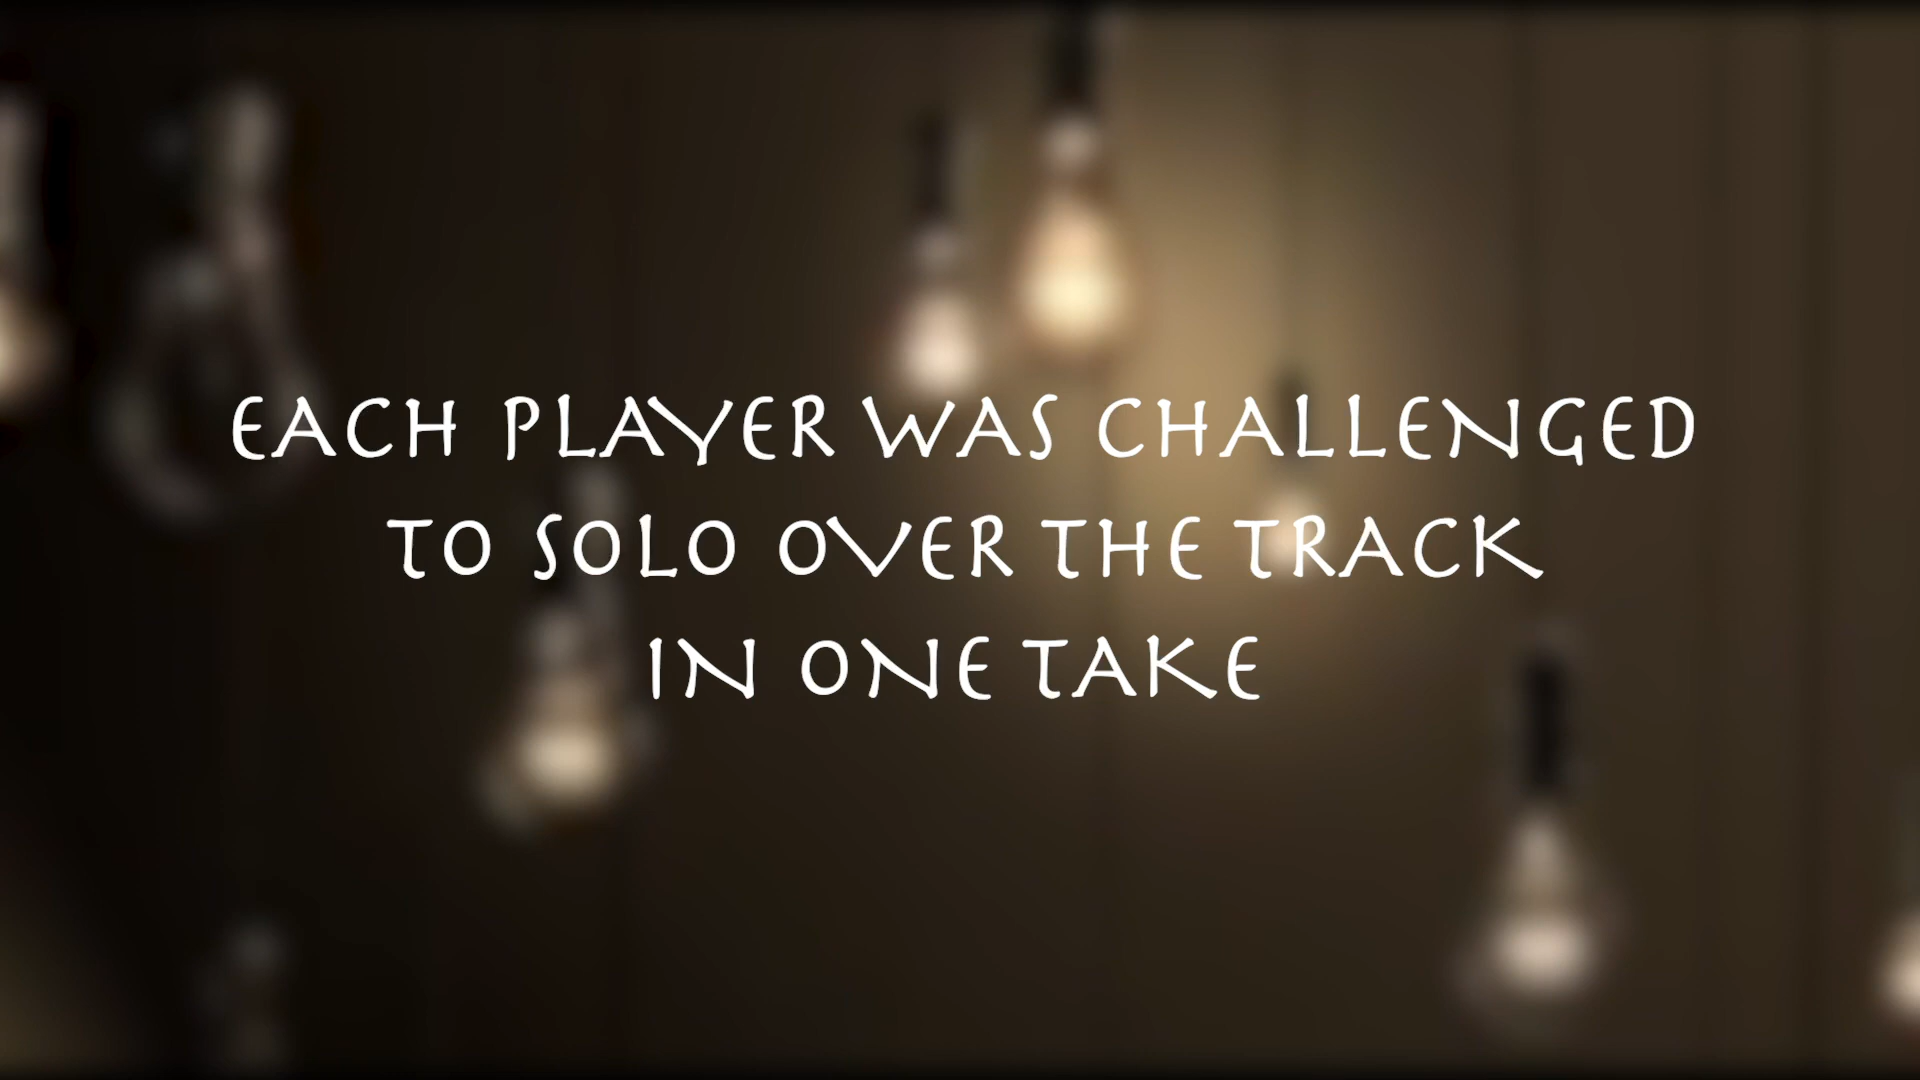 EACH PLAYER WAS CHALLENGED
TO SOLO OVER THE TRACK
IN ONE TAKE